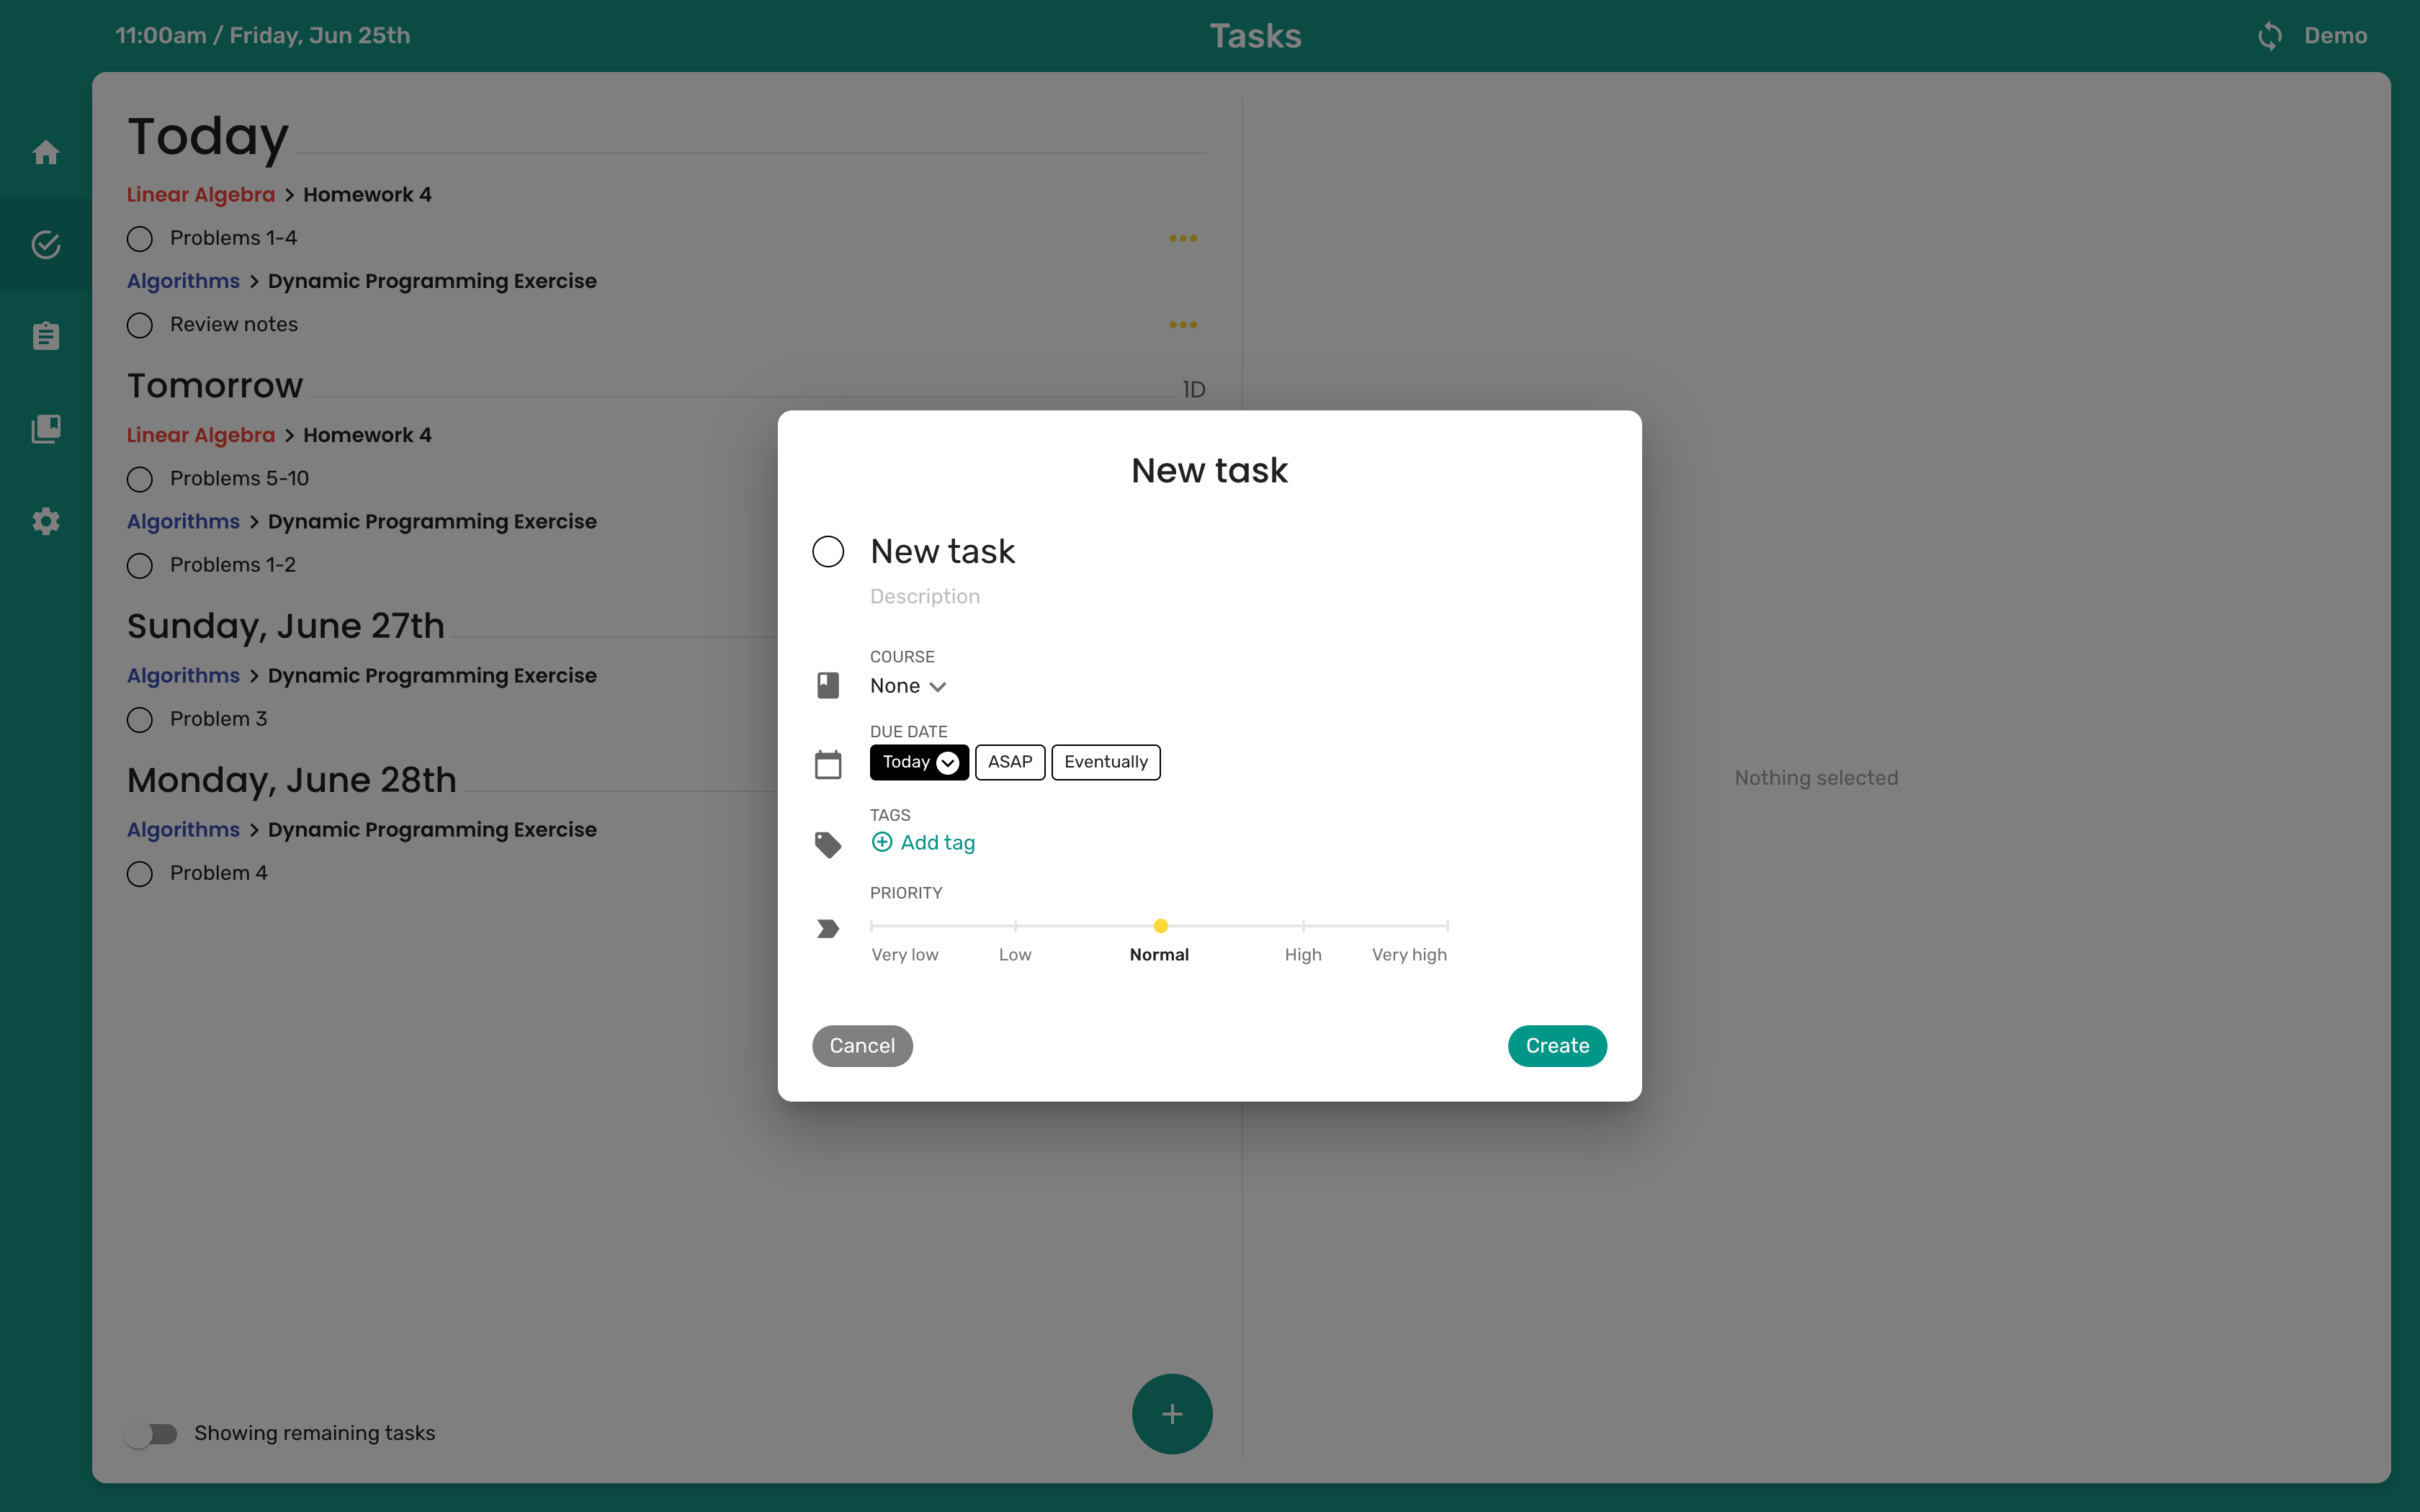 11:00am / Friday, Jun 25th
Tasks
Demo
Today
Linear Algebra > Homework 4
Problems 1-4
Algorithms > Dynamic Programming Exercise
Review notes
Tomorrow
1D
Linear Algebra > Homework 4
Problems 5-10
Algorithms > Dynamic Programming Exercise
Problems 1-2
Sunday, June 27th
Algorithms > Dynamic Programming Exercise
Problem 3
Monday, June 28th
Algorithms > Dynamic Programming Exercise
Problem 4
Showing remaining tasks
New task
New task
Description
COURSE
None
DUE DATE
Today ASAP Eventually
TAGS
Add tag
PRIORITY
Very low Low Normal High Very high
Cancel Create
Nothing selected